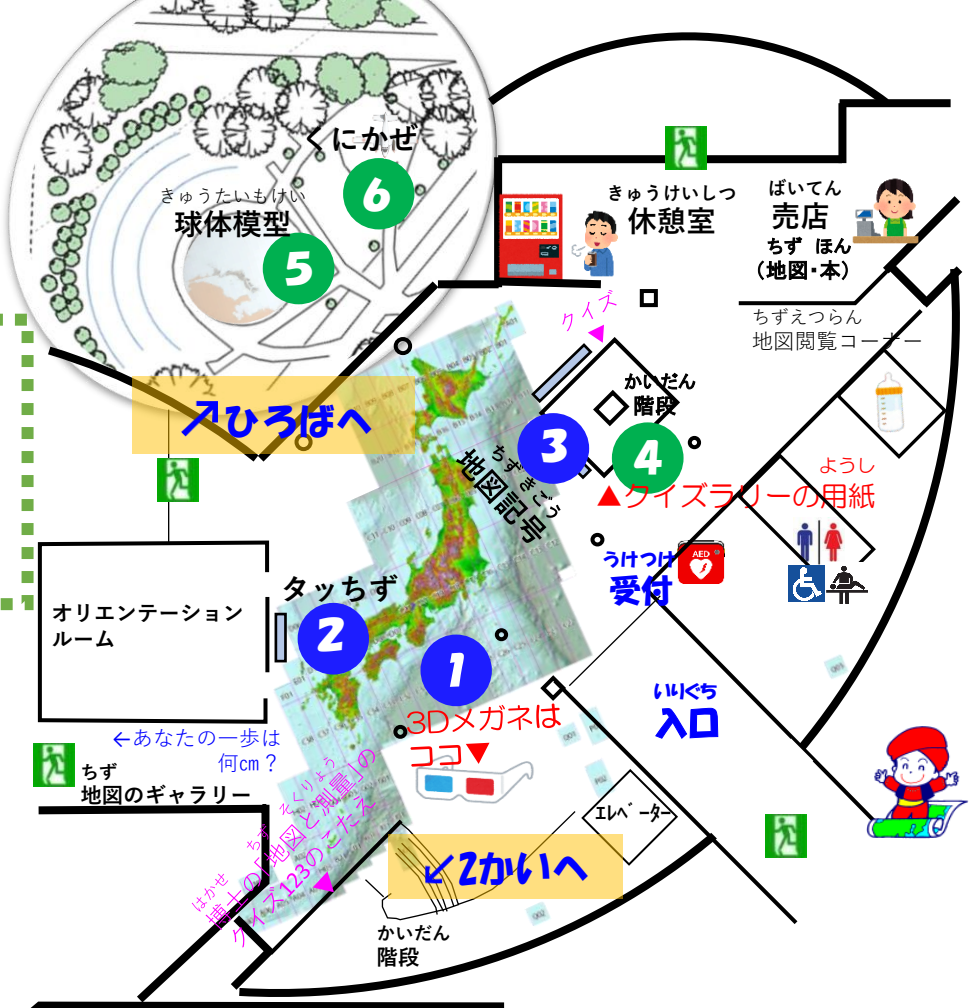 くにかぜ
6
きゅうたいもけい
球体模型
5
きゅうけいしつ
休憩室
ばいてん
売店
ちず ほん
（地図・本）
ちずえつらん
地図閲覧コーナー
クイズ
かいだん
階段
3
4
ちずきごう
地図記号
↗ひろばへ
ようし
▲クイズラリーの用紙
うけつけ
受付
AED
タッちず
2
1
オリエンテーション
ルーム
いりぐち
入口
3Dメガネは
ココ▼
←あなたの一歩は
何cm？
ちず
地図のギャラリー
はかせ ちず そくりょう
博士の「地図と測量」の
クイズ123のこたえ
エレベーター
↙2かいへ
かいだん
階段